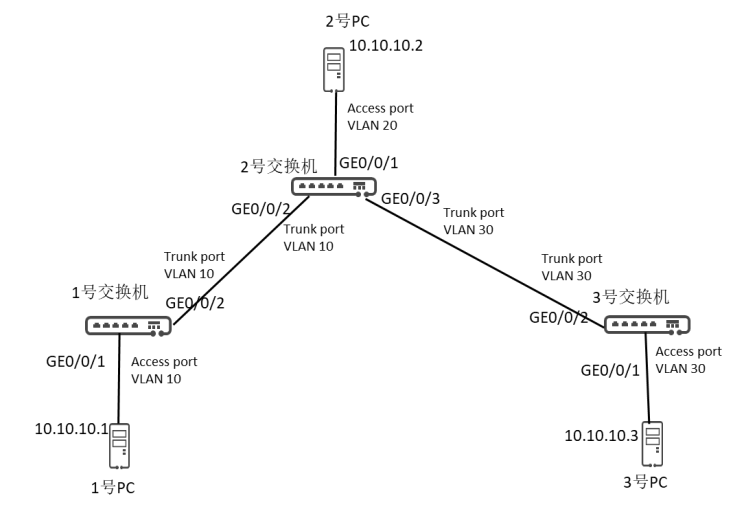 2号PC
10.10.10.2
Access port
VLAN 20
2号交换机
GE0/0/1
GE0/0/2
GE0/0/3
Trunk port
VLAN 10
Trunk port
VLAN 30
Trunk port
VLAN 10
Trunk port
VLAN 30
1号交换机
GE0/0/2
3号交换机
GE0/0/2
GE0/0/1
Access port
VLAN 10
GE0/0/1
Access port
VLAN 30
10.10.10.1
1号PC
10.10.10.3
3号PC